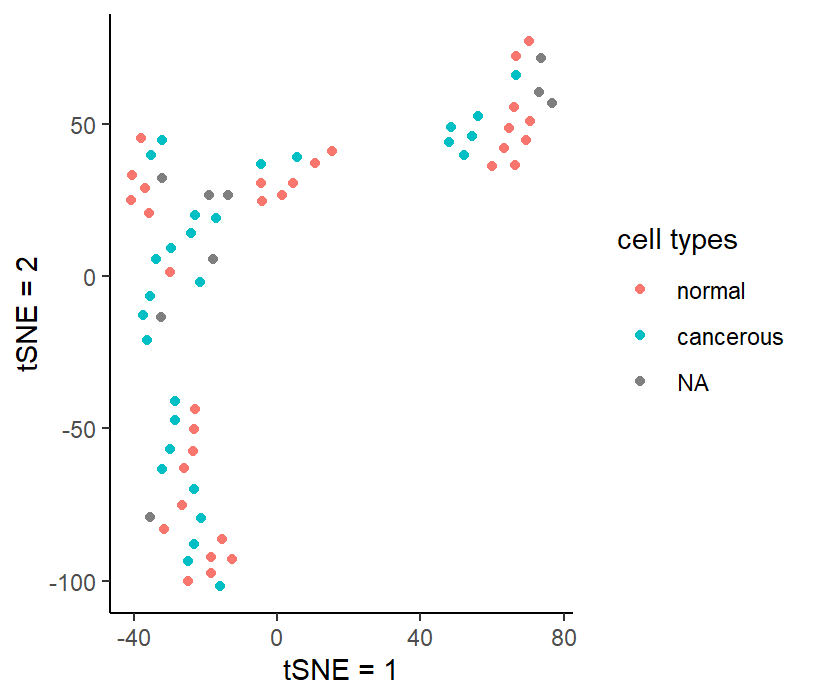 50
0
-50
-100
tSNE = 2
-40
0
40
80
tSNE = 1
cell types
normal
cancerous
NA